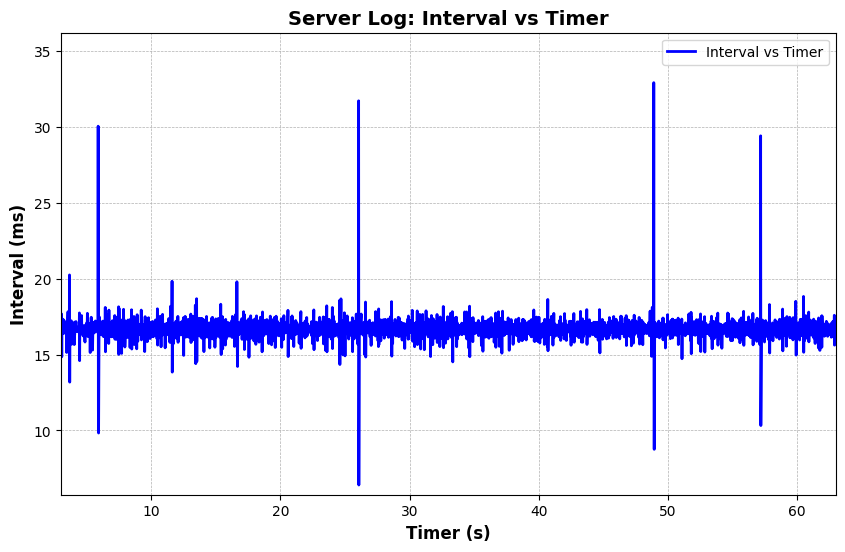 Server Log: Interval vs Timer
Interval vs Timer
35
30
25
20
15
10
Interval (ms)
10 20 30 40 50 60
Timer (s)